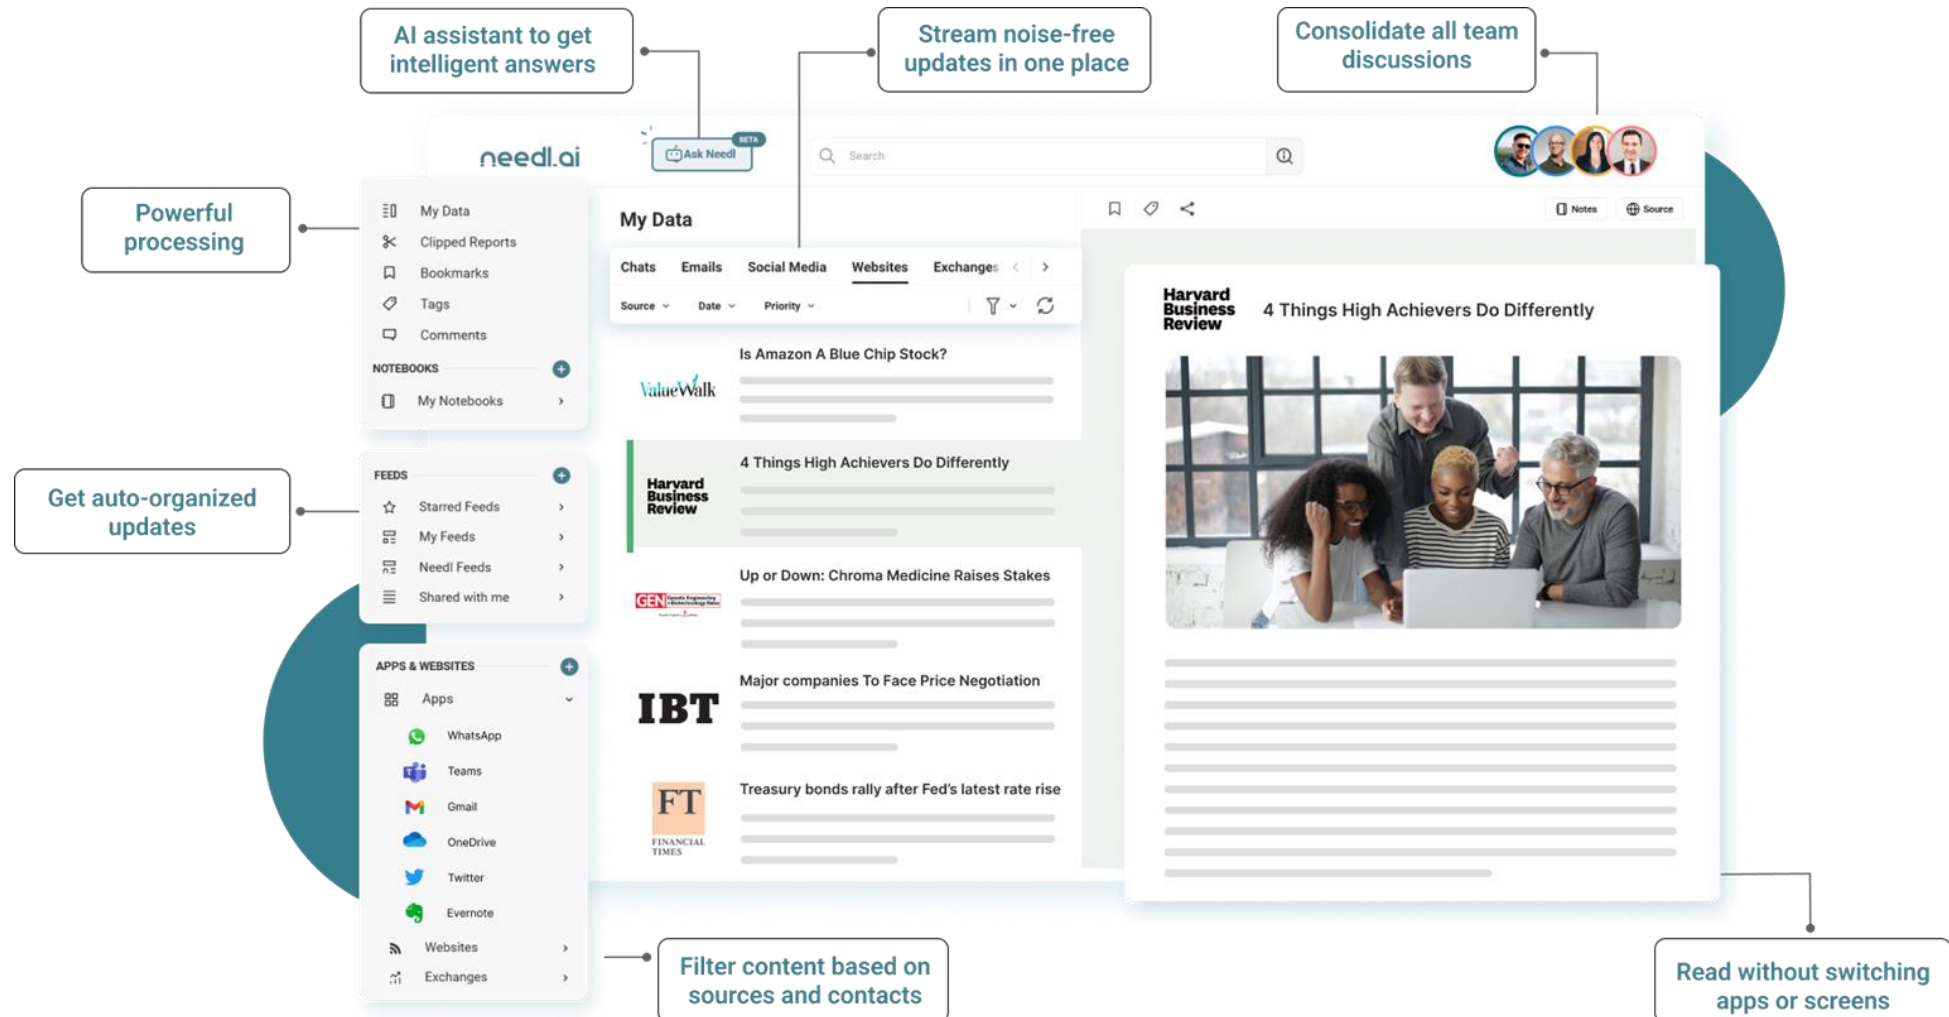 AI assistant to get
intelligent answers
Stream noise-free
updates in one place
Consolidate all team
discussions
needl.ai
Ask Needl
BETA
Search
Powerful
processing
My Data
Clipped Reports
Bookmarks
Tags
Comments
NOTEBOOKS
My Notebooks
Get auto-organized
updates
FEEDS
Starred Feeds
My Feeds
Needl Feeds
Shared with me
APPS & WEBSITES
Apps
WhatsApp
Teams
Gmail
OneDrive
Twitter
Evernote
Websites
Exchanges
My Data
Chats Emails Social Media Websites Exchanges
Source Date Priority
Is Amazon A Blue Chip Stock?
ValueWalk
4 Things High Achievers Do Differently
Harvard
Business
Review
Up or Down: Chroma Medicine Raises Stakes
GEN Genetic Engineering
& Biotechnology News
Major companies To Face Price Negotiation
IBT
Treasury bonds rally after Fed's latest rate rise
FT
FINANCIAL
TIMES
Notes Source
Harvard
Business
Review
4 Things High Achievers Do Differently
Filter content based on
sources and contacts
Read without switching
apps or screens